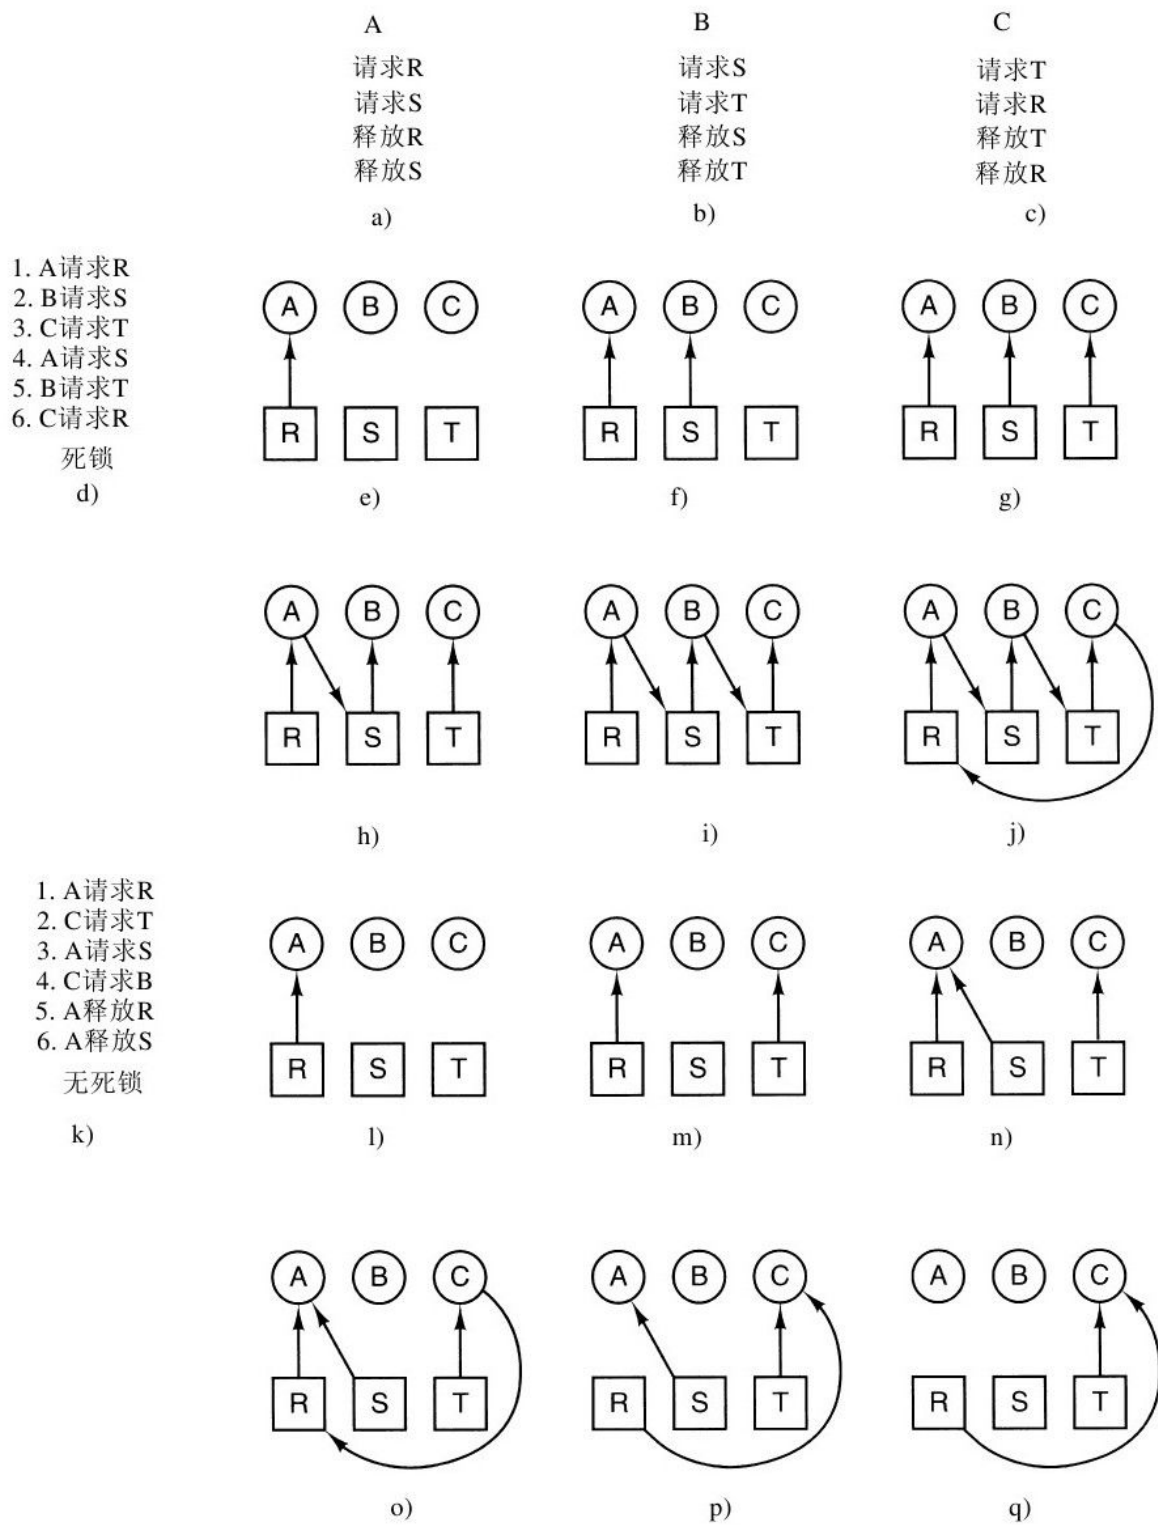 A B C
请求R 请求S 请求T
请求S 请求T 请求R
释放R 释放S 释放T
释放S 释放T 释放R
a) b) c)
1. A请求R
2. B请求S
3. C请求T
4. A请求S
5. B请求T
6. C请求R
死锁
d)
A B C A B C A B C
R S T R S T R S T
e) f) g)
A B C A B C A B C
R S T R S T R S T
h) i) j)
1. A请求R
2. C请求T
3. A请求S
4. C请求B
5. A释放R
6. A释放S
无死锁
k)
A B C A B C A B C
R S T R S T R S T
l) m) n)
A B C A B C A B C
R S T R S T R S T
o) p) q)